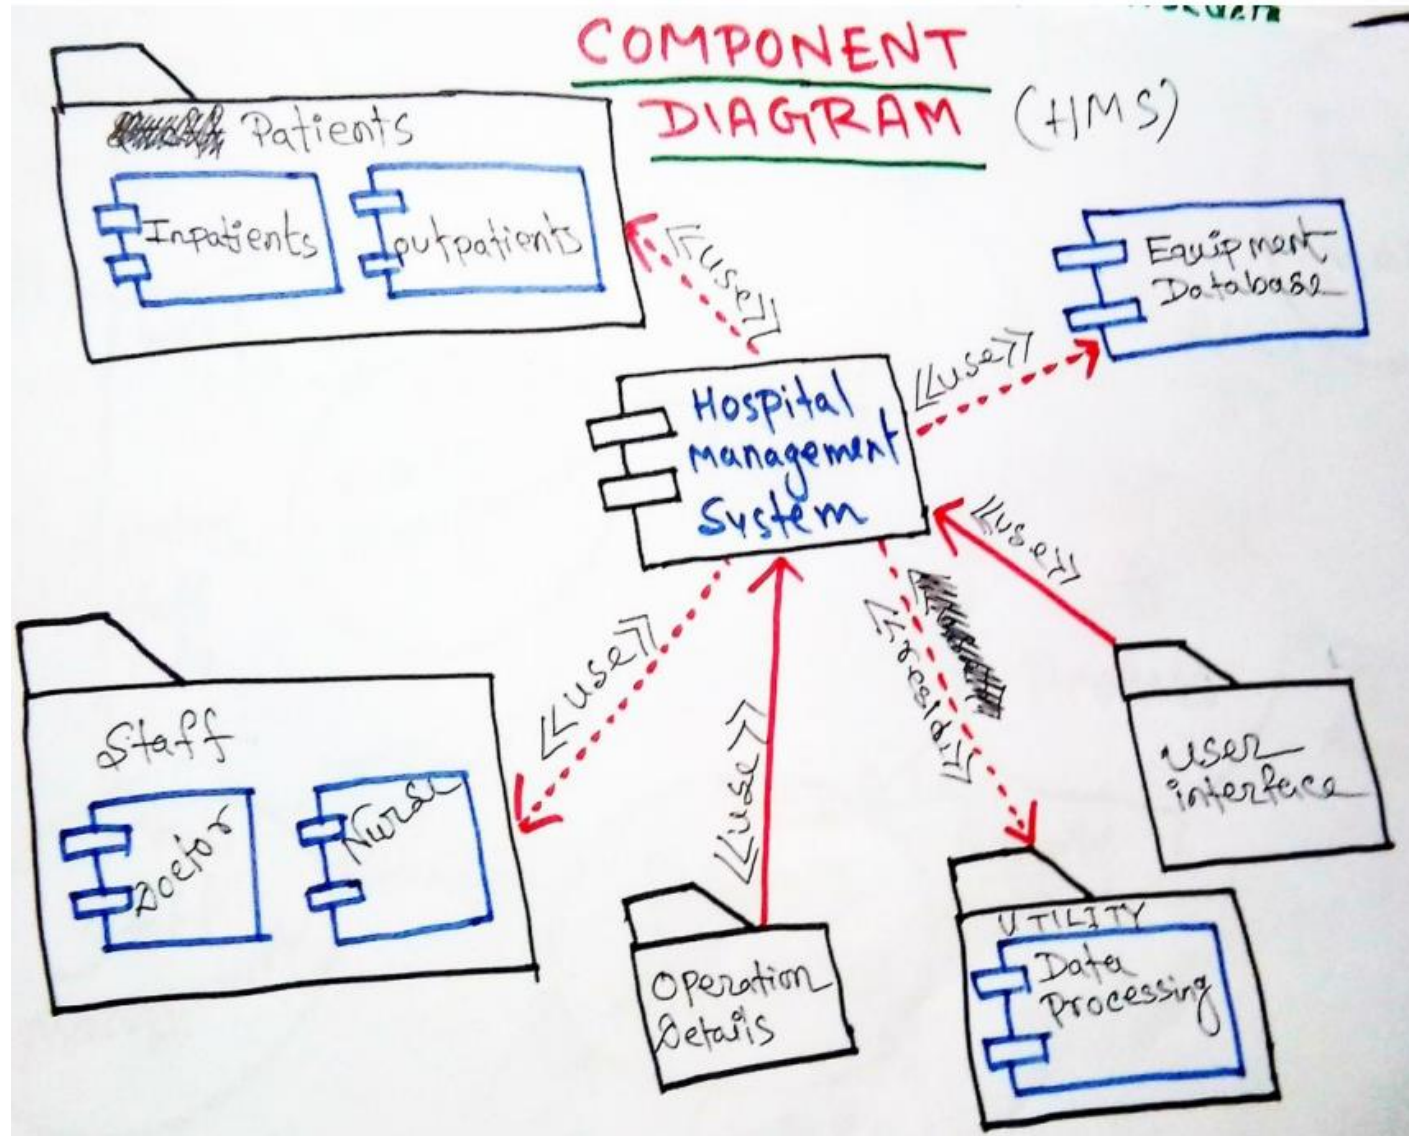 COMPONENT
DIAGRAM (HMS)
Patients
Inpatients
outpatients
<<use>>
Equipment
Database
<<use>>
Hospital
Management
System
<<use>>
<<use>>
<<use>>
<<resid>>
Staff
Doctor
Nurse
User
interface
Operation
Details
UTILITY
Data
Processing